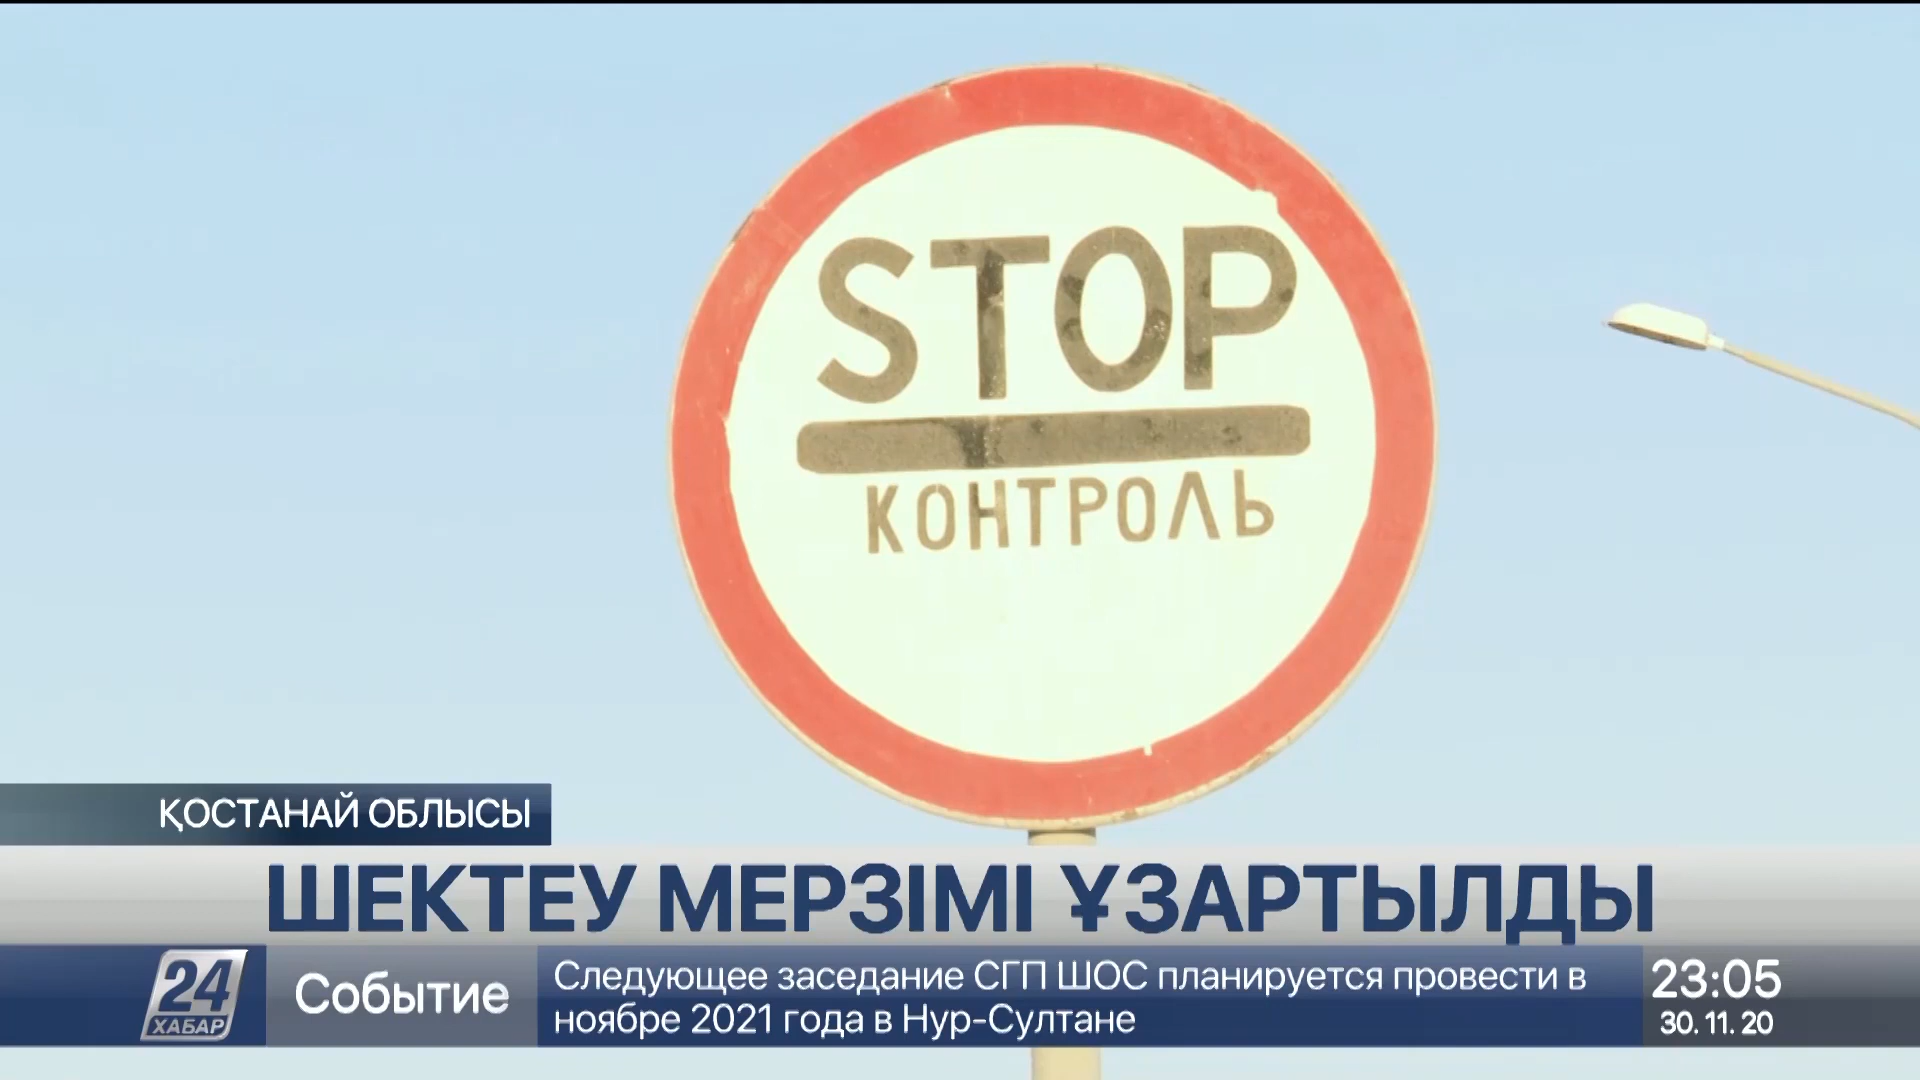 STOP
КОНТРОЛЬ
ҚОСТАНАЙ ОБЛЫСЫ
ШЕКТЕУ МЕРЗІМІ ҰЗАРТЫЛДЫ
24
ХАБАР
Событие
Следующее заседание СГП ШОС планируется провести в
ноябре 2021 года в Нур-Султане
23:05
30. 11. 20